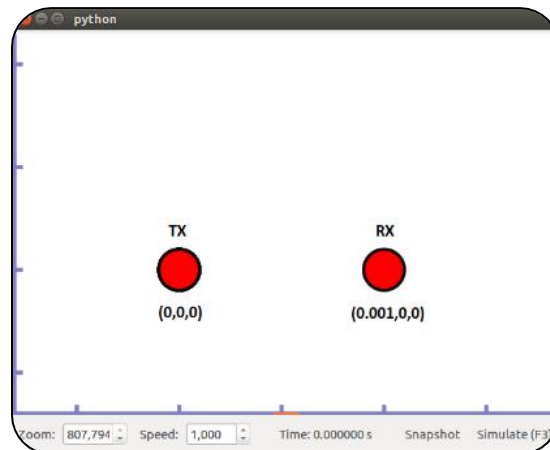 python
TX RX
(0,0,0) (0.001,0,0)
Zoom: 807,794 Speed: 1,000 Time: 0.000000 s Snapshot Simulate (F3)